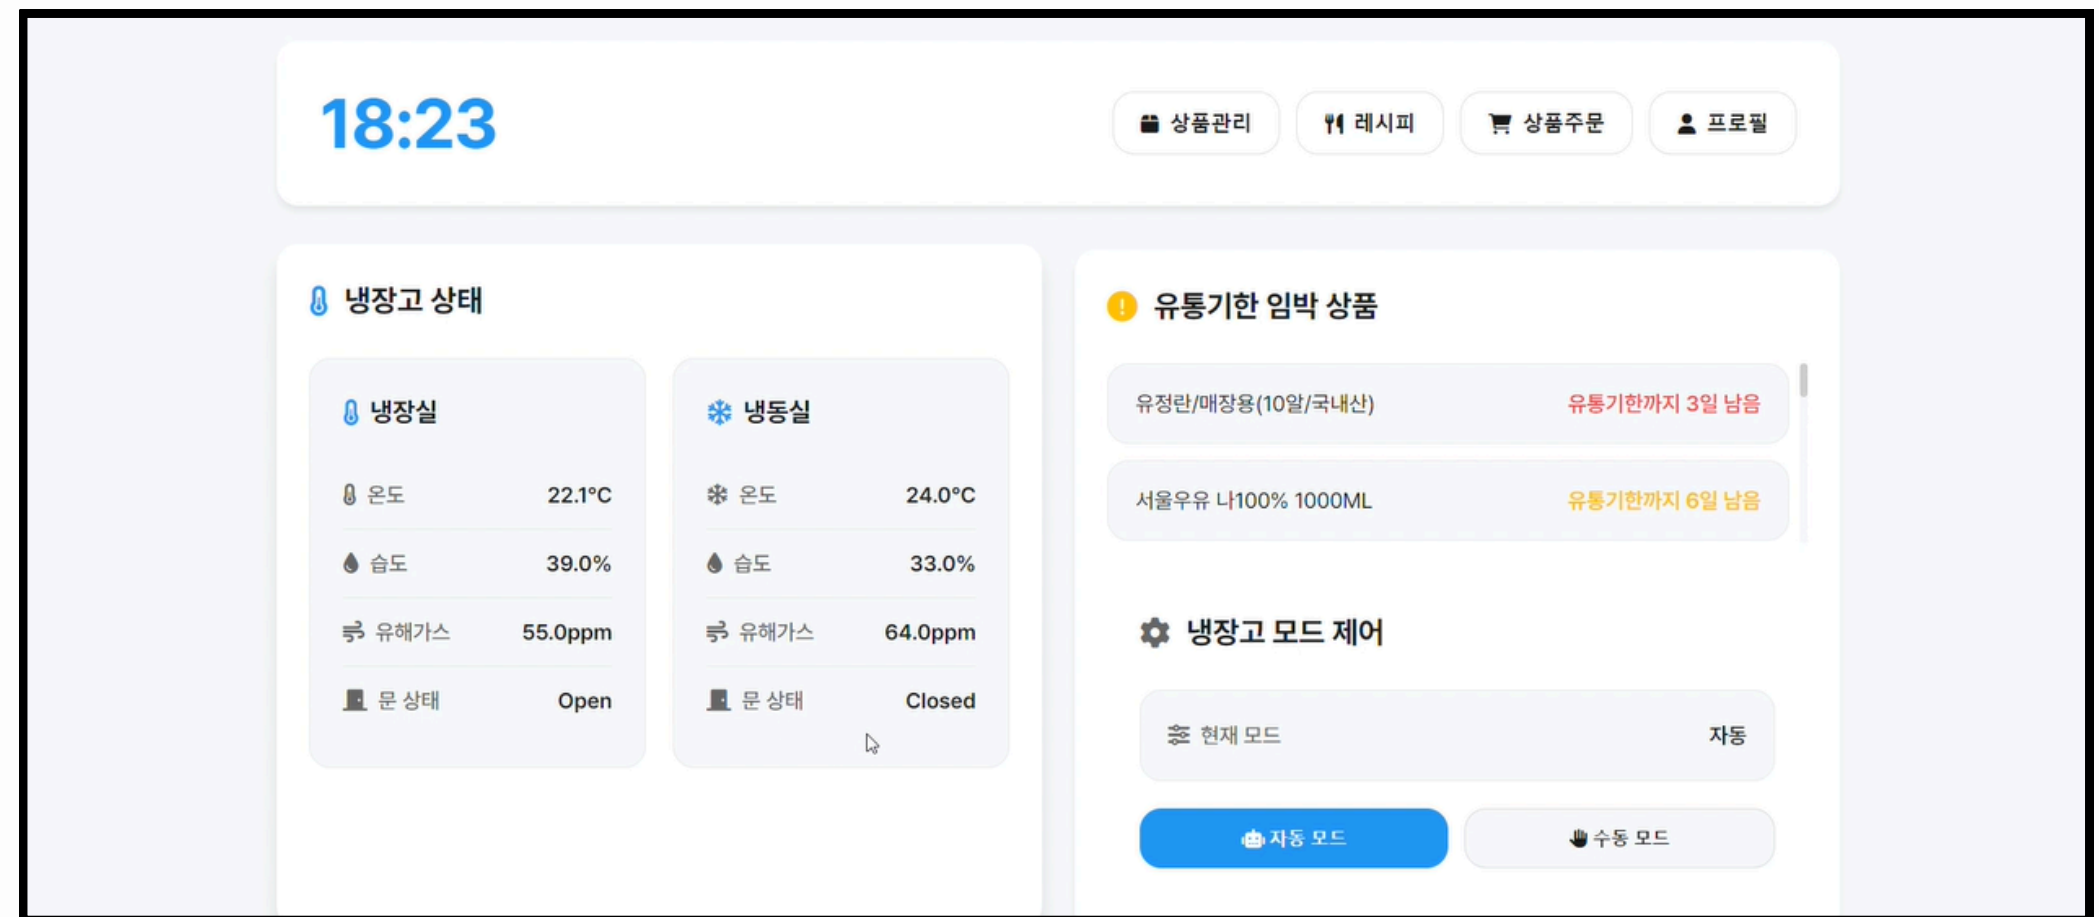 18:23
상품관리
레시피
상품주문
프로필
냉장고 상태
냉장실
온도 22.1°C
습도 39.0%
유해가스 55.0ppm
문 상태 Open
냉동실
온도 24.0°C
습도 33.0%
유해가스 64.0ppm
문 상태 Closed
유통기한 임박 상품
유정란/매장용(10알/국내산) 유통기한까지 3일 남음
서울우유 나100% 1000ML 유통기한까지 6일 남음
냉장고 모드 제어
현재 모드 자동
자동 모드
수동 모드